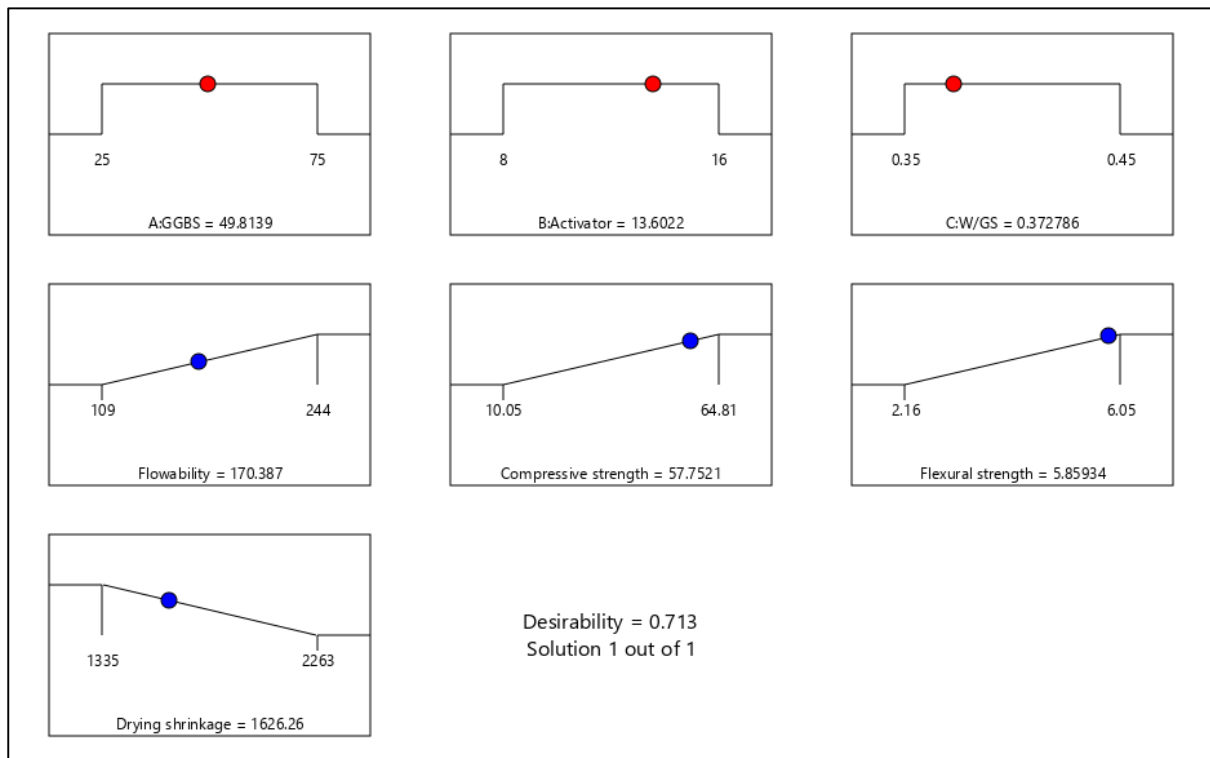 25 75
A:GGBS = 49.8139
8 16
B:Activator = 13.6022
0.35 0.45
C:W/GS = 0.372786
109 244
Flowability = 170.387
10.05 64.81
Compressive strength = 57.7521
2.16 6.05
Flexural strength = 5.85934
1335 2263
Drying shrinkage = 1626.26
Desirability = 0.713
Solution 1 out of 1